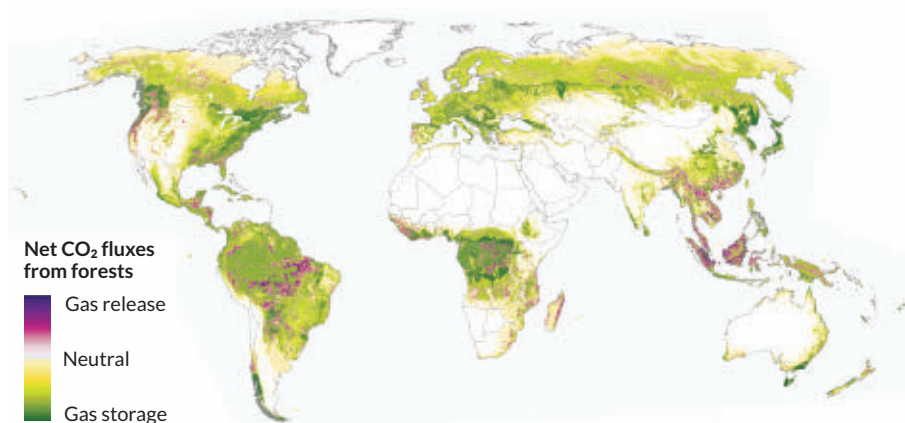 Net CO₂ fluxes
from forests
Gas release
Neutral
Gas storage